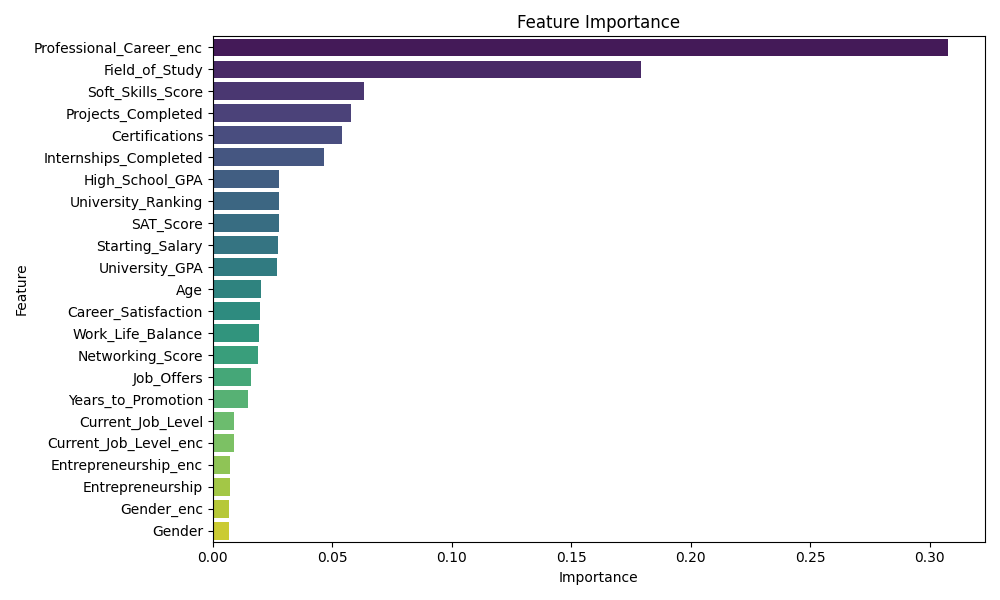 Feature Importance
Professional_Career_enc
Field_of_Study
Soft_Skills_Score
Projects_Completed
Certifications
Internships_Completed
High_School_GPA
University_Ranking
SAT_Score
Starting_Salary
University_GPA
Age
Career_Satisfaction
Work_Life_Balance
Networking_Score
Job_Offers
Years_to_Promotion
Current_Job_Level
Current_Job_Level_enc
Entrepreneurship_enc
Entrepreneurship
Gender_enc
Gender
Feature
0.00 0.05 0.10 0.15 0.20 0.25 0.30
Importance